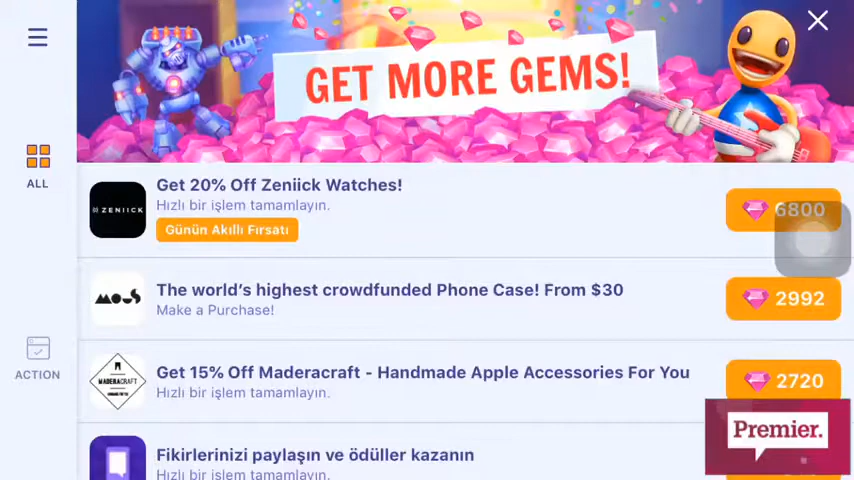 GET MORE GEMS!
ALL
ZENIICK
Get 20% Off Zeniick Watches!
Hızlı bir işlem tamamlayın.
Günün Akıllı Fırsatı
6800
MOUS
The world's highest crowdfunded Phone Case! From $30
Make a Purchase!
2992
ACTION
MADERACRAFT
Get 15% Off Maderacraft - Handmade Apple Accessories For You
Hızlı bir işlem tamamlayın.
2720
Premier.
Fikirlerinizi paylaşın ve ödüller kazanın
Hızlı bir işlem tamamlayın.